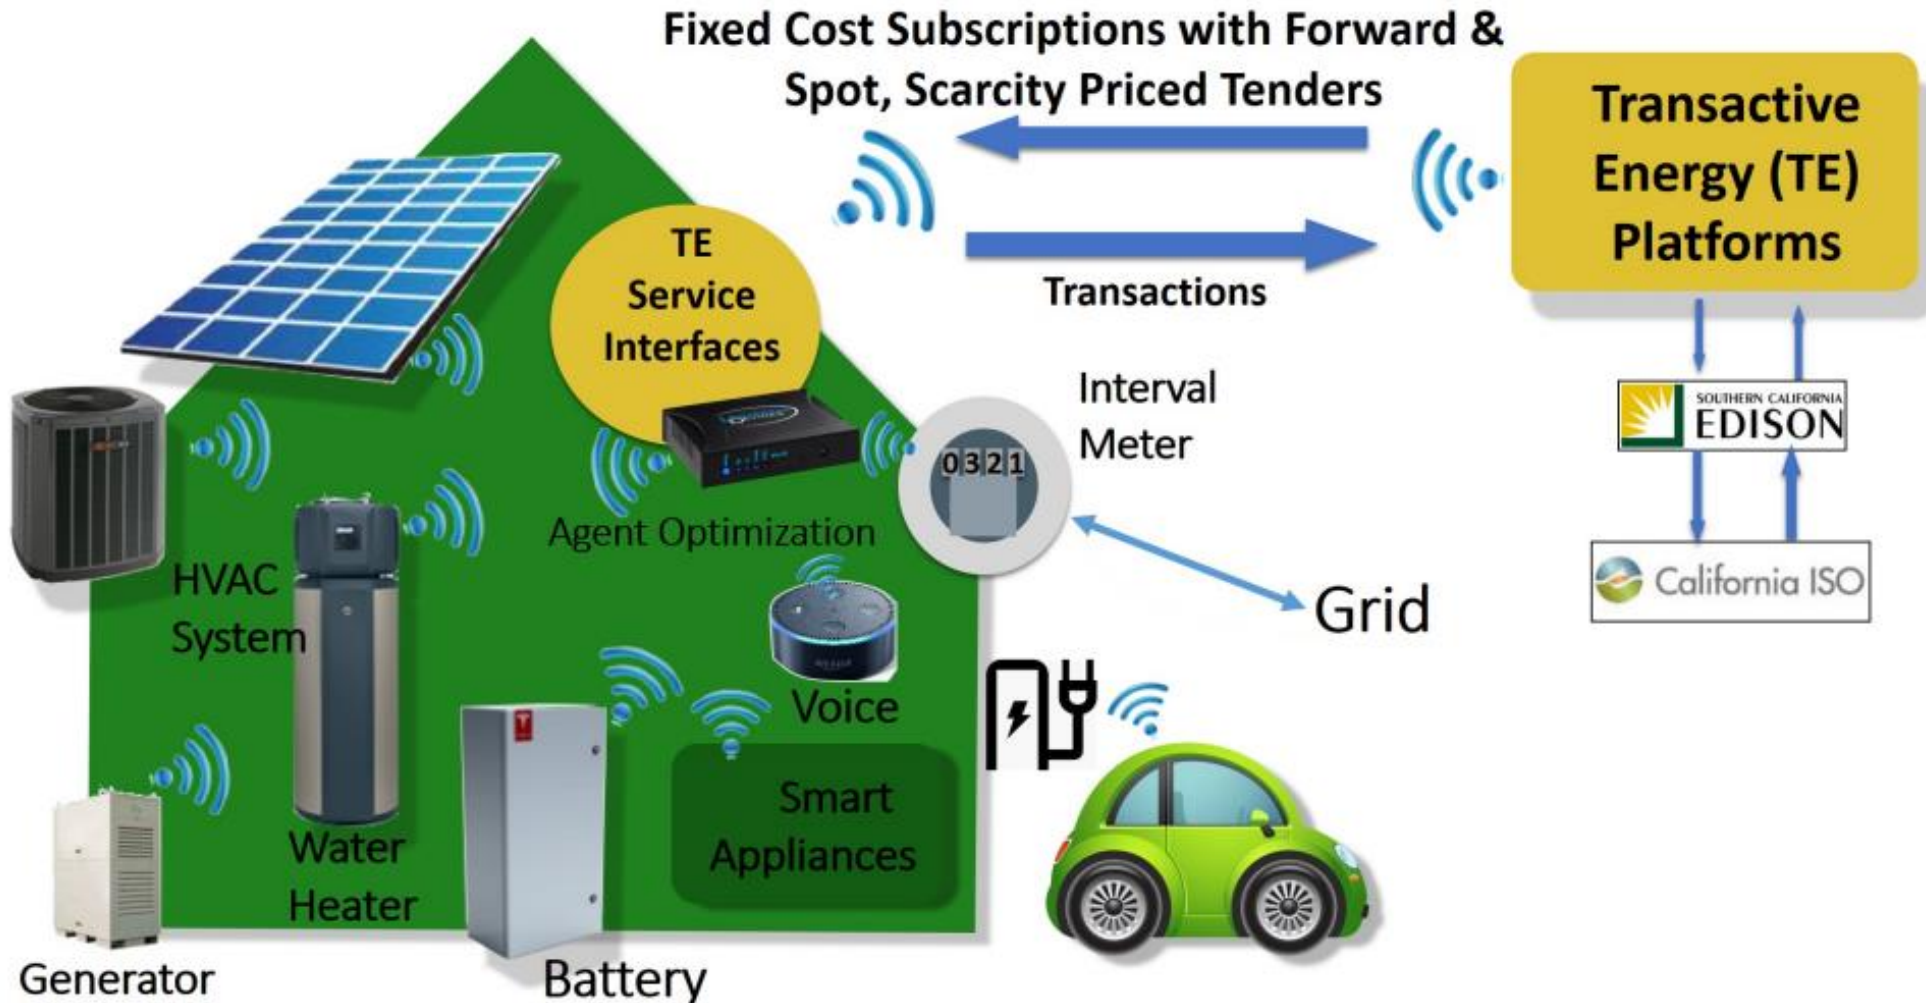 Fixed Cost Subscriptions with Forward &
Spot, Scarcity Priced Tenders
Transactive
Energy (TE)
Platforms
TE
Service
Interfaces
Transactions
Interval
Meter
0321
SOUTHERN CALIFORNIA
EDISON
Agent Optimization
California ISO
HVAC
System
Grid
Voice
Smart
Appliances
Water
Heater
Generator
Battery